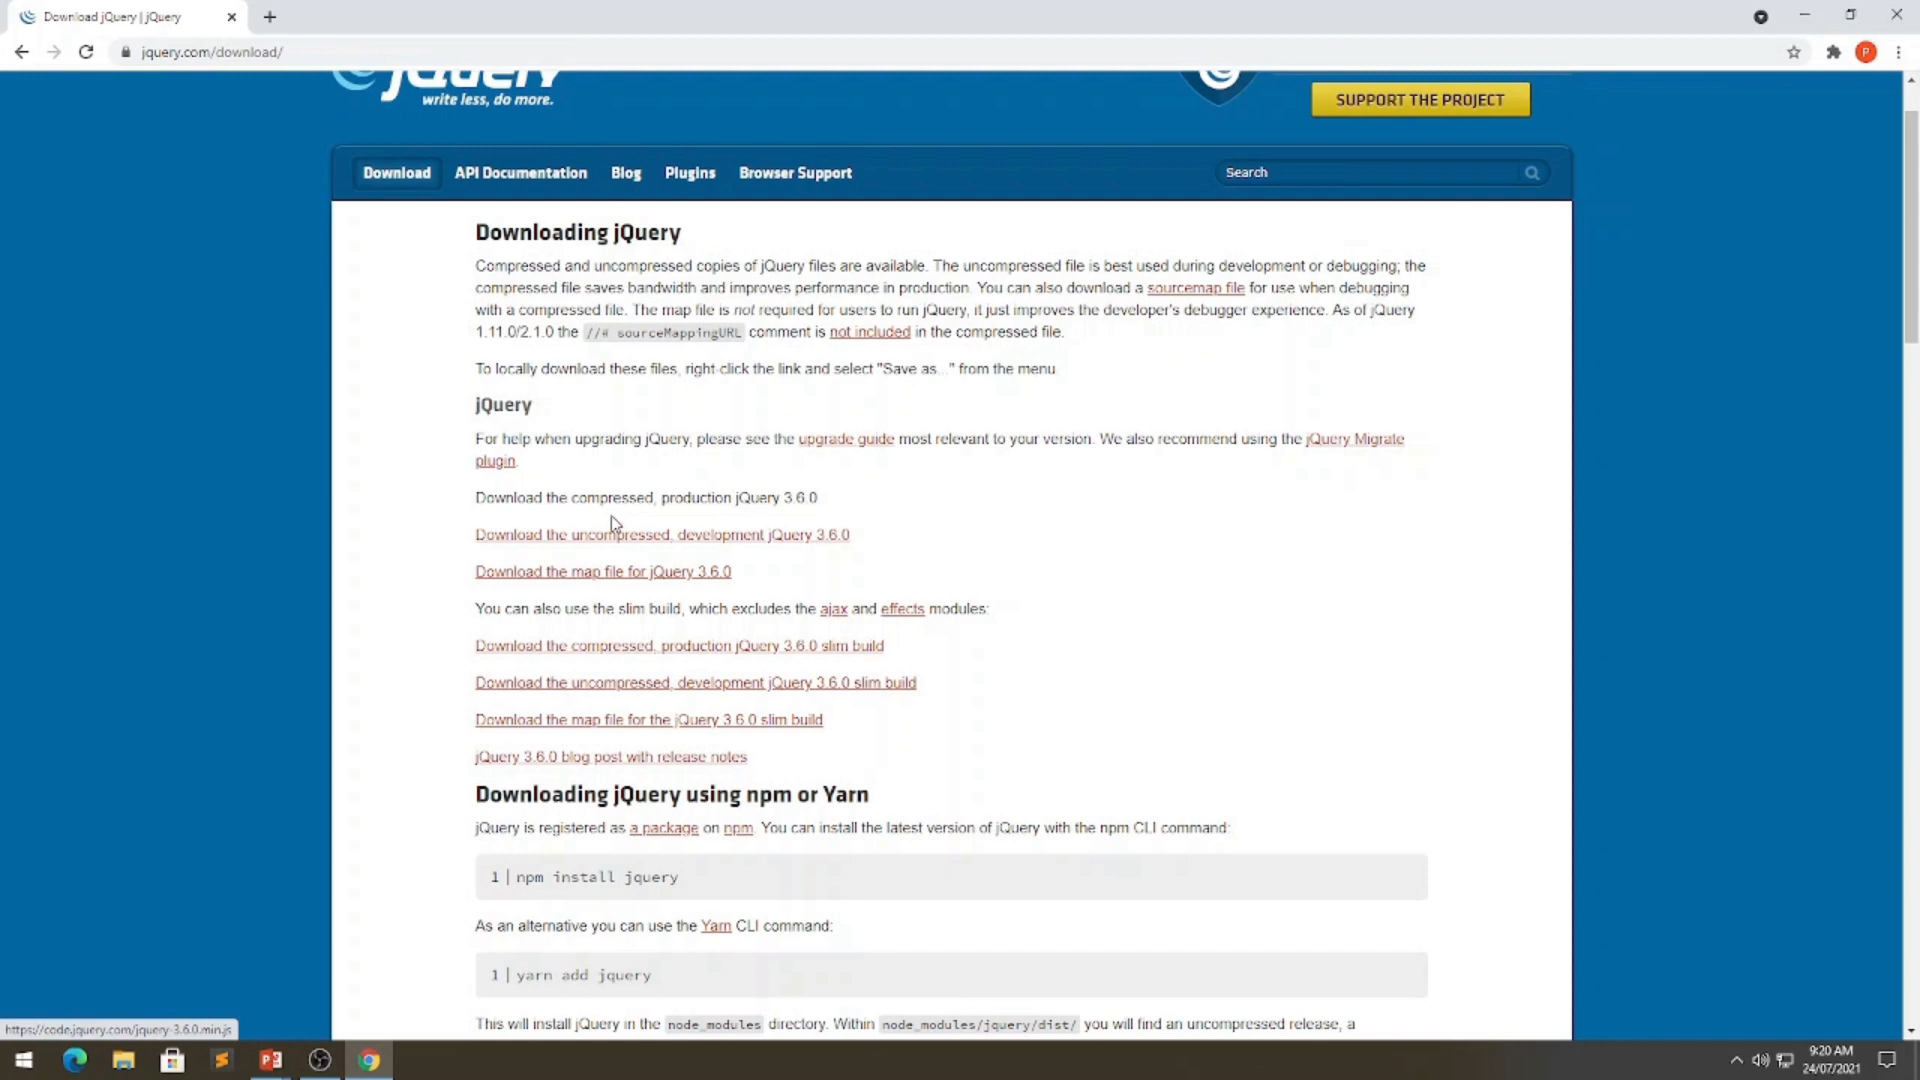 Download jQuery | jQuery
jquery.com/download/
P
jQuery
write less, do more.
SUPPORT THE PROJECT
Download API Documentation Blog Plugins Browser Support
Search
Downloading jQuery
Compressed and uncompressed copies of jQuery files are available. The uncompressed file is best used during development or debugging; the
compressed file saves bandwidth and improves performance in production. You can also download a sourcemap file for use when debugging
with a compressed file. The map file is not required for users to run jQuery, it just improves the developer's debugger experience. As of jQuery
1.11.0/2.1.0 the //# sourceMappingURL comment is not included in the compressed file.
To locally download these files, right-click the link and select "Save as..." from the menu.
jQuery
For help when upgrading jQuery, please see the upgrade guide most relevant to your version. We also recommend using the jQuery Migrate
plugin.
Download the compressed, production jQuery 3.6.0
Download the uncompressed, development jQuery 3.6.0
Download the map file for jQuery 3.6.0
You can also use the slim build, which excludes the ajax and effects modules:
Download the compressed, production jQuery 3.6.0 slim build
Download the uncompressed, development jQuery 3.6.0 slim build
Download the map file for the jQuery 3.6.0 slim build
jQuery 3.6.0 blog post with release notes
Downloading jQuery using npm or Yarn
jQuery is registered as a package on npm. You can install the latest version of jQuery with the npm CLI command:
1 | npm install jquery
As an alternative you can use the Yarn CLI command:
1 | yarn add jquery
This will install jQuery in the node_modules directory. Within node_modules/jquery/dist/ you will find an uncompressed release, a
https://code.jquery.com/jquery-3.6.0.min.js
9:20 AM
24/07/2021